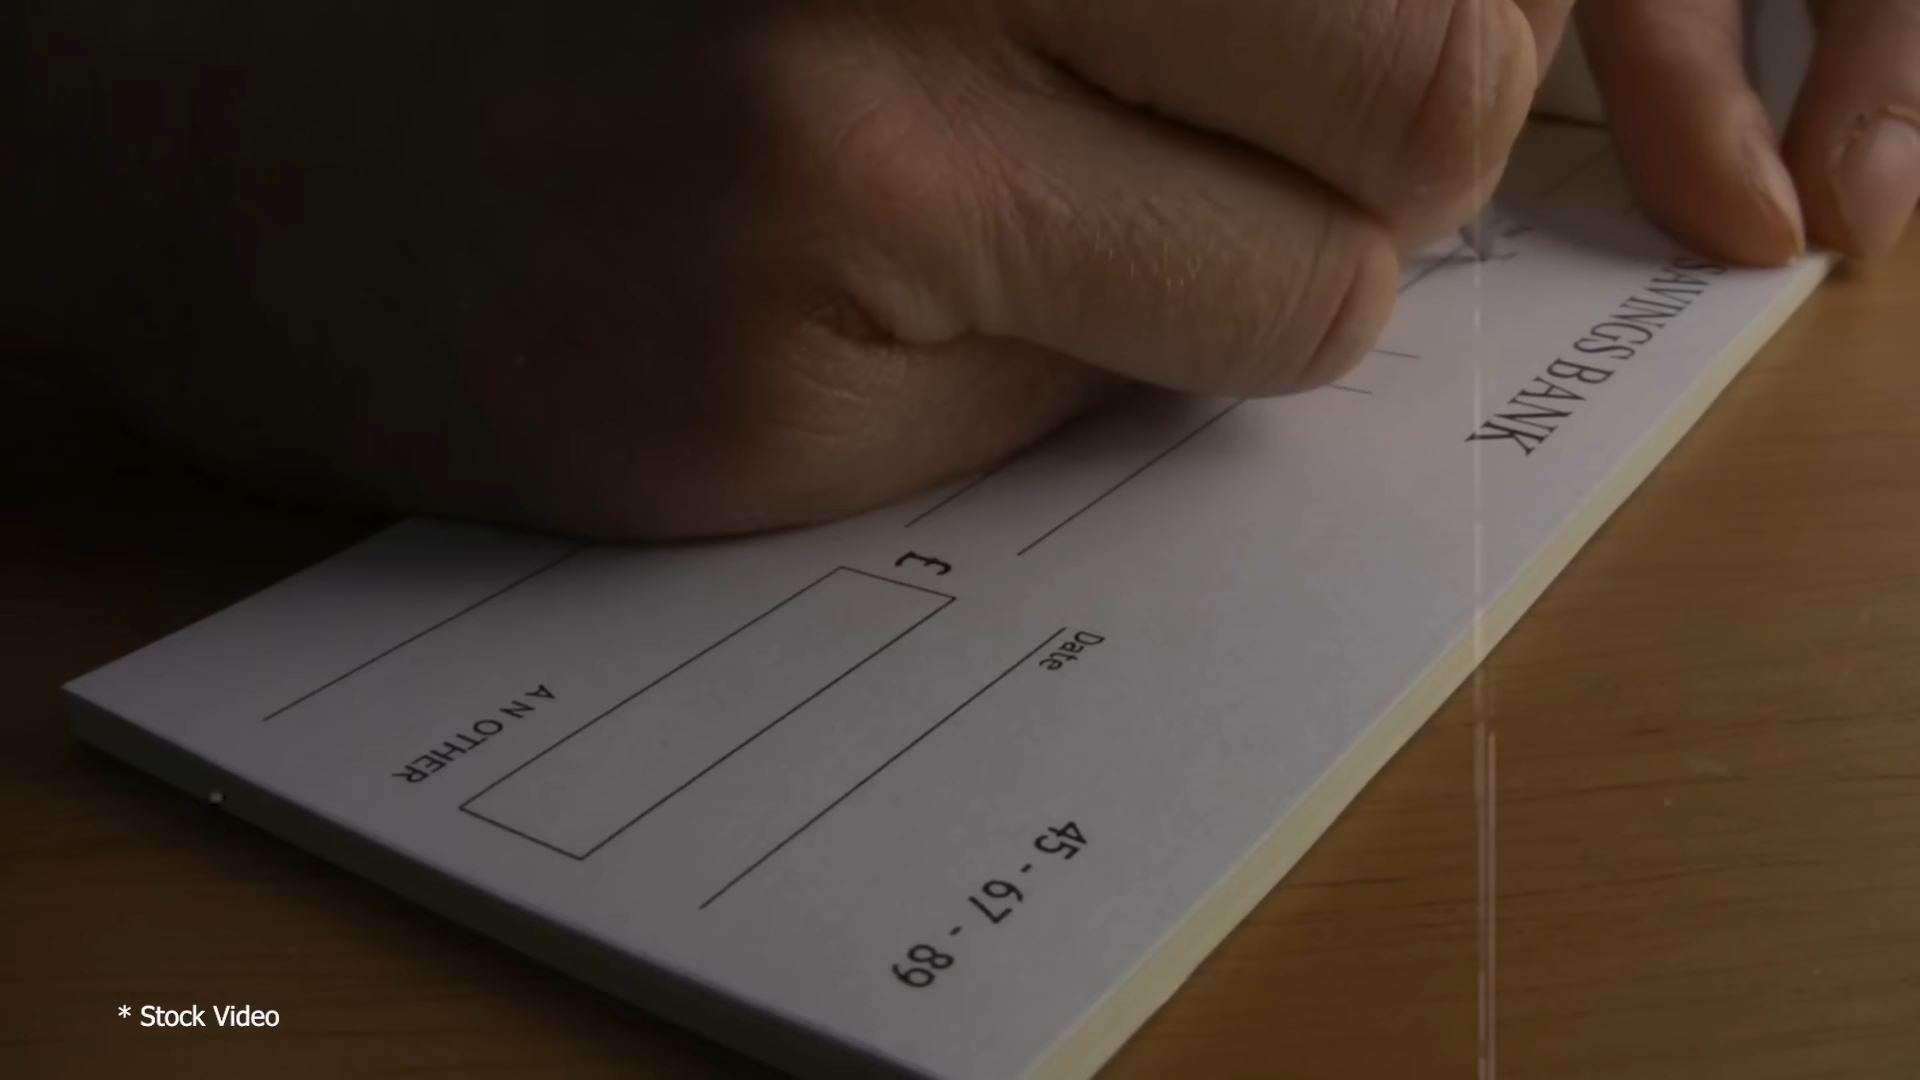 SAVINGS BANK
45 - 67 - 89
Date
£
A N OTHER
* Stock Video